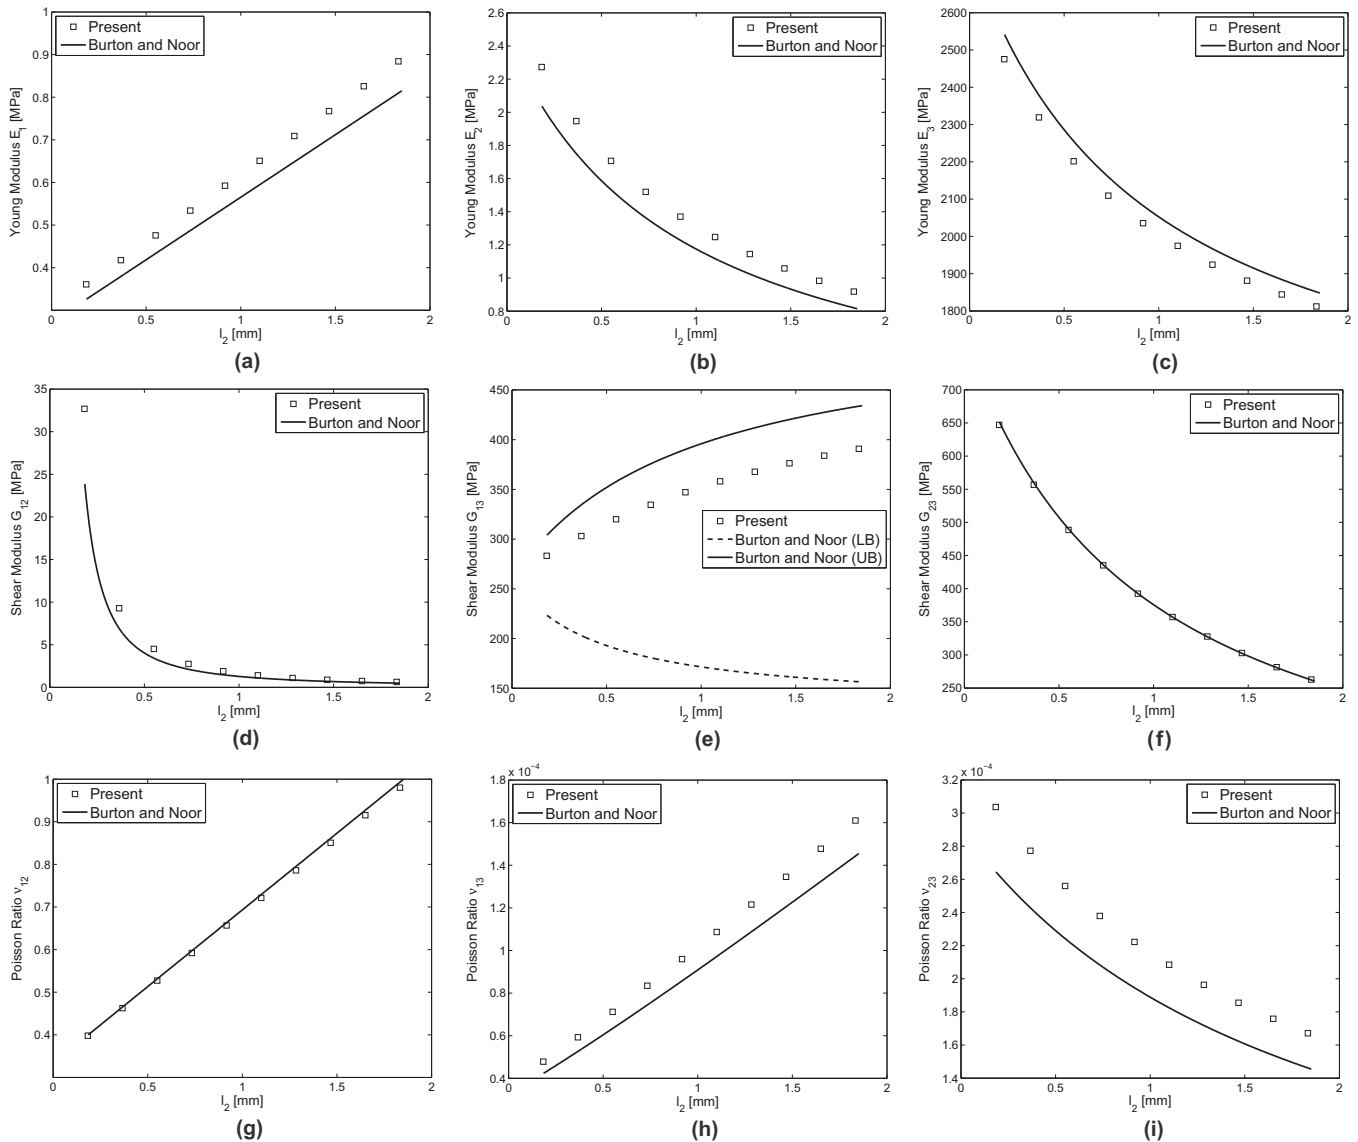 Present
Burton and Noor
1
0.9
0.8
0.7
0.6
0.5
0.4
Young Modulus E1 [MPa]
0
0.5
1
1.5
2
l2 [mm]
(a)
Present
Burton and Noor
2.6
2.4
2.2
2
1.8
1.6
1.4
1.2
1
0.8
Young Modulus E2 [MPa]
0
0.5
1
1.5
2
l2 [mm]
(b)
Present
Burton and Noor
2600
2500
2400
2300
2200
2100
2000
1900
1800
Young Modulus E3 [MPa]
0
0.5
1
1.5
2
l2 [mm]
(c)
Present
Burton and Noor
35
30
25
20
15
10
5
0
Shear Modulus G12 [MPa]
0
0.5
1
1.5
2
l2 [mm]
(d)
450
400
350
300
250
200
150
Shear Modulus G13 [MPa]
Present
Burton and Noor (LB)
Burton and Noor (UB)
0
0.5
1
1.5
2
l2 [mm]
(e)
Present
Burton and Noor
700
650
600
550
500
450
400
350
300
250
Shear Modulus G23 [MPa]
0
0.5
1
1.5
2
l2 [mm]
(f)
Present
Burton and Noor
1
0.9
0.8
0.7
0.6
0.5
0.4
Poisson Ratio ν12
0
0.5
1
1.5
2
l2 [mm]
(g)
x 10−4
Present
Burton and Noor
1.8
1.6
1.4
1.2
1
0.8
0.6
0.4
Poisson Ratio ν13
0
0.5
1
1.5
2
l2 [mm]
(h)
x 10−4
Present
Burton and Noor
3.2
3
2.8
2.6
2.4
2.2
2
1.8
1.6
1.4
Poisson Ratio ν23
0
0.5
1
1.5
2
l2 [mm]
(i)